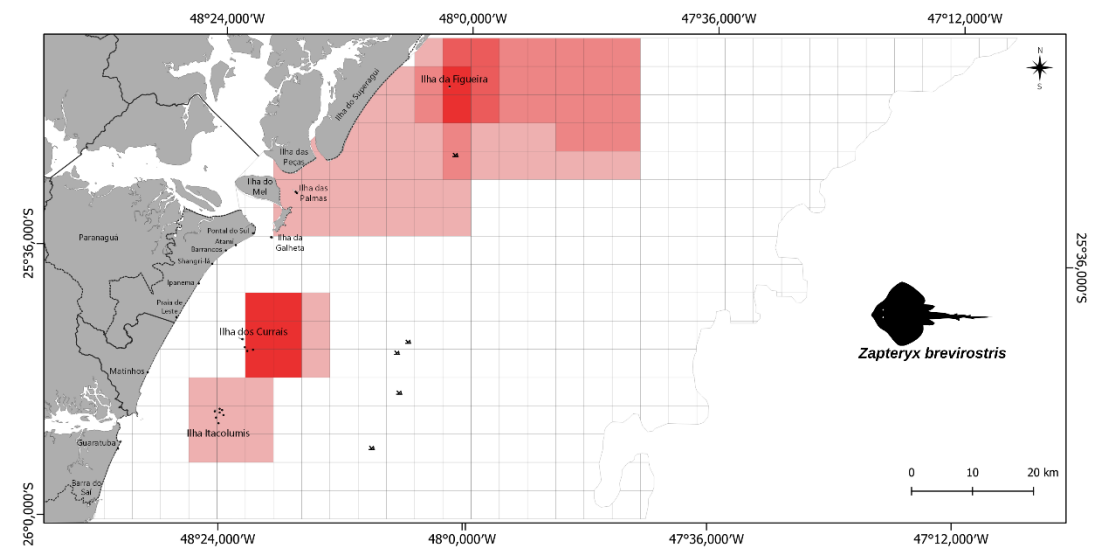 48°24,000'W 48°0,000'W 47°36,000'W 47°12,000'W
N
S
Ilha da Figueira
Ilha do Superagui
Ilha das
Peças
Ilha do
Mel
Ilha das
Palmas
Pontal do Sul
Ilha da
Galheta
Atamí
Barrancos
Paranaguá
Shangri-lá
Ipanema
Praia de
Leste
Ilha dos Currais
Matinhos
Ilha Itacolumis
Guaratuba
Barra do
Saí
25°36,000'S
25°36,000'S
26°0,000'S
Zapteryx brevirostris
0 10 20 km
48°24,000'W 48°0,000'W 47°36,000'W 47°12,000'W